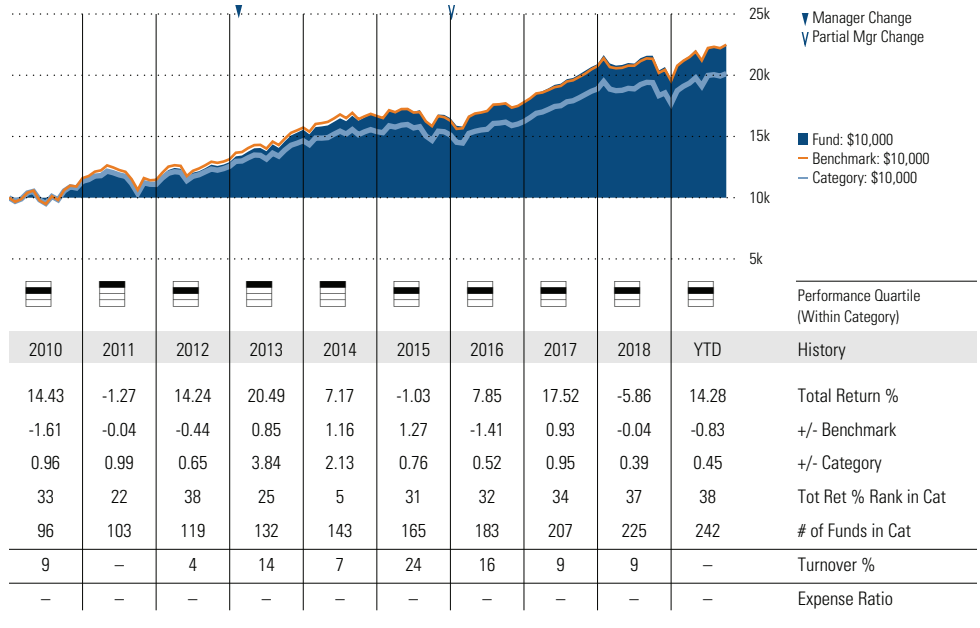 25k
▼ Manager Change
∨ Partial Mgr Change
20k
15k
Fund: $10,000
Benchmark: $10,000
Category: $10,000
10k
5k
Performance Quartile
(Within Category)
2010 2011 2012 2013 2014 2015 2016 2017 2018 YTD History
14.43 -1.27 14.24 20.49 7.17 -1.03 7.85 17.52 -5.86 14.28 Total Return %
-1.61 -0.04 -0.44 0.85 1.16 1.27 -1.41 0.93 -0.04 -0.83 +/- Benchmark
0.96 0.99 0.65 3.84 2.13 0.76 0.52 0.95 0.39 0.45 +/- Category
33 22 38 25 5 31 32 34 37 38 Tot Ret % Rank in Cat
96 103 119 132 143 165 183 207 225 242 # of Funds in Cat
9 – 4 14 7 24 16 9 9 – Turnover %
– – – – – – – – – – Expense Ratio